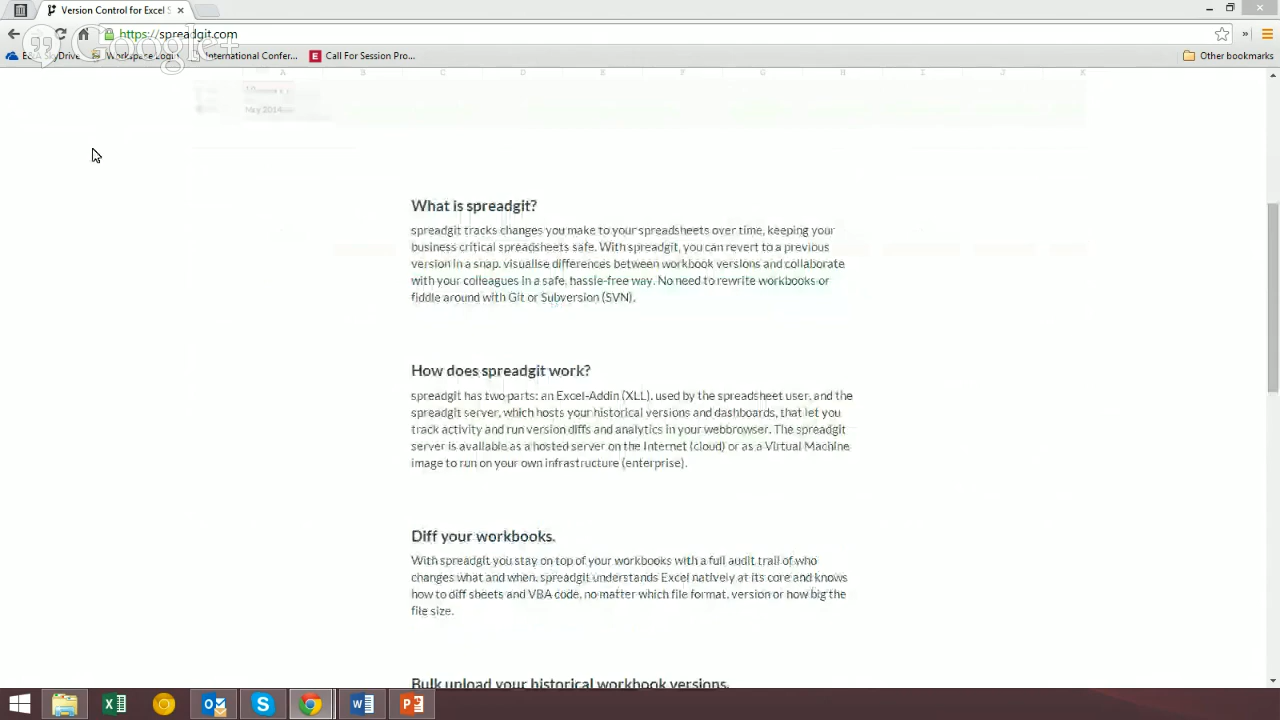 Version Control for Excel S
https://spreadgit.com
Google+
E&A SkyDrive
Workspace Login
International Confer...
Call For Session Pro...
Other bookmarks
A B C D E F G H I J K
May 2014
What is spreadgit?
spreadgit tracks changes you make to your spreadsheets over time, keeping your
business critical spreadsheets safe. With spreadgit, you can revert to a previous
version in a snap, visualise differences between workbook versions and collaborate
with your colleagues in a safe, hassle-free way. No need to rewrite workbooks or
fiddle around with Git or Subversion (SVN).
How does spreadgit work?
spreadgit has two parts: an Excel-Addin (XLL), used by the spreadsheet user, and the
spreadgit server, which hosts your historical versions and dashboards, that let you
track activity and run version diffs and analytics in your webbrowser. The spreadgit
server is available as a hosted server on the Internet (cloud) or as a Virtual Machine
image to run on your own infrastructure (enterprise).
Diff your workbooks.
With spreadgit you stay on top of your workbooks with a full audit trail of who
changes what and when. spreadgit understands Excel natively at its core and knows
how to diff sheets and VBA code, no matter which file format, version or how big the
file size.
Bulk upload your historical workbook versions.